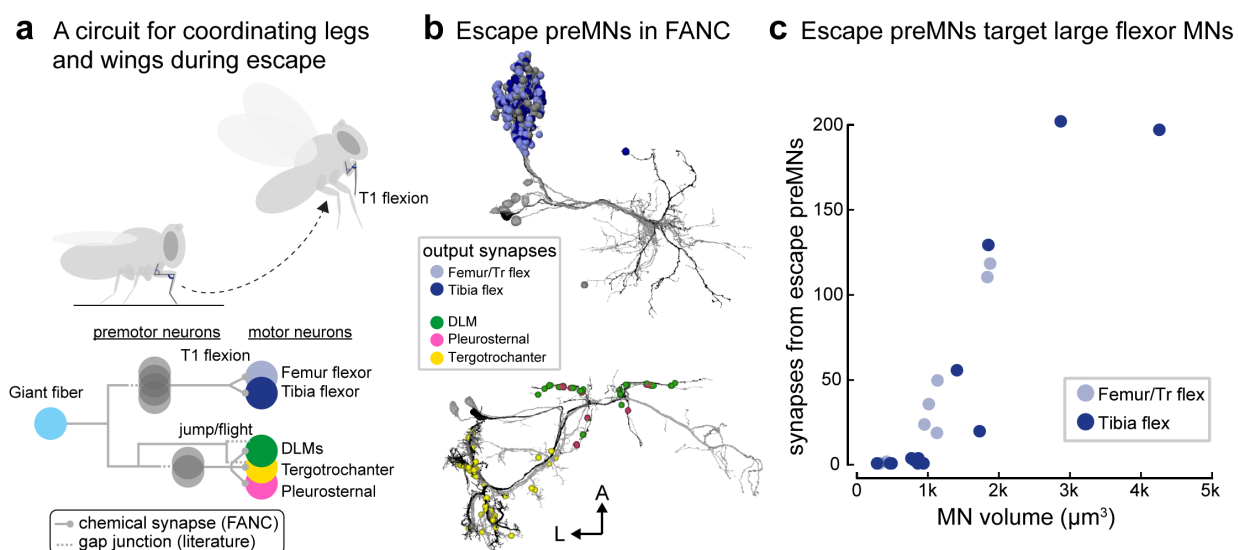 a A circuit for coordinating legs
and wings during escape
T1 flexion
premotor neurons motor neurons
T1 flexion
Femur flexor
Tibia flexor
Giant fiber
jump/flight
DLMs
Tergotrochanter
Pleurosternal
chemical synapse (FANC)
gap junction (literature)
b Escape preMNs in FANC
output synapses
Femur/Tr flex
Tibia flex
DLM
Pleurosternal
Tergotrochanter
A
L
c Escape preMNs target large flexor MNs
synapses from escape preMNs
200
150
100
50
0
Femur/Tr flex
Tibia flex
0 1k 2k 3k 4k 5k
MN volume (μm³)